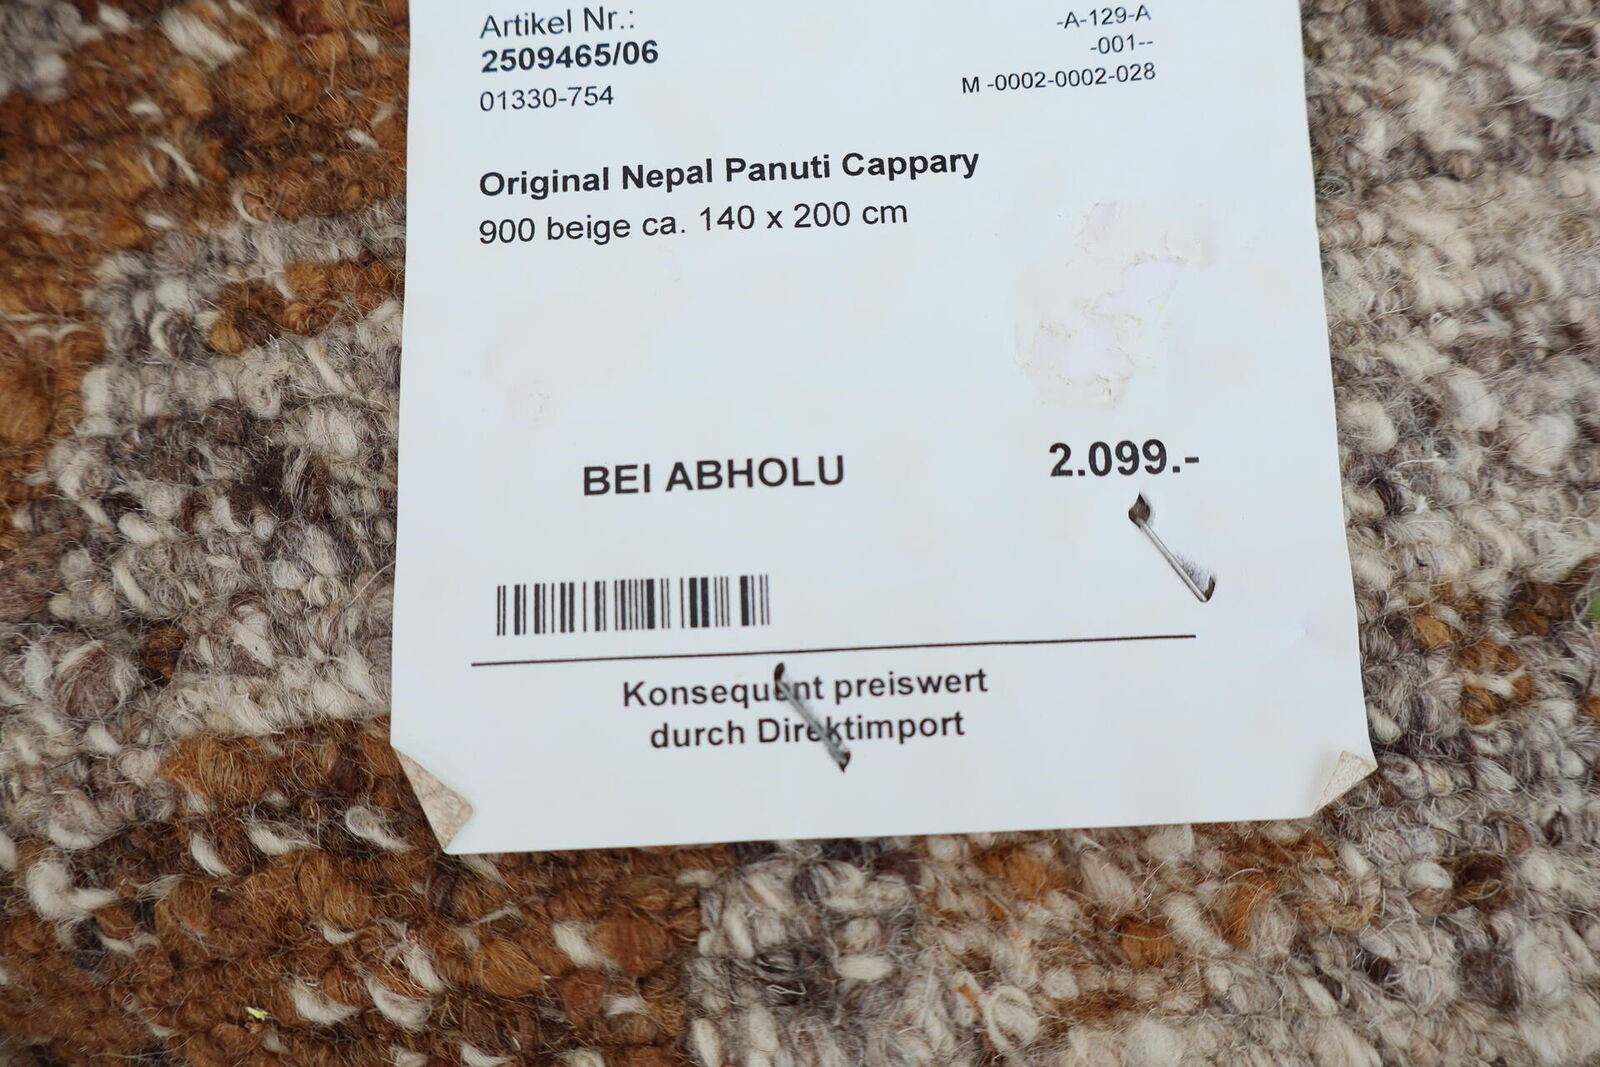 Artikel Nr.:
2509465/06
01330-754
-A-129-A
-001--
M -0002-0002-028
Original Nepal Panuti Cappary
900 beige ca. 140 x 200 cm
BEI ABHOLU 2.099.-
Konsequent preiswert
durch Direktimport